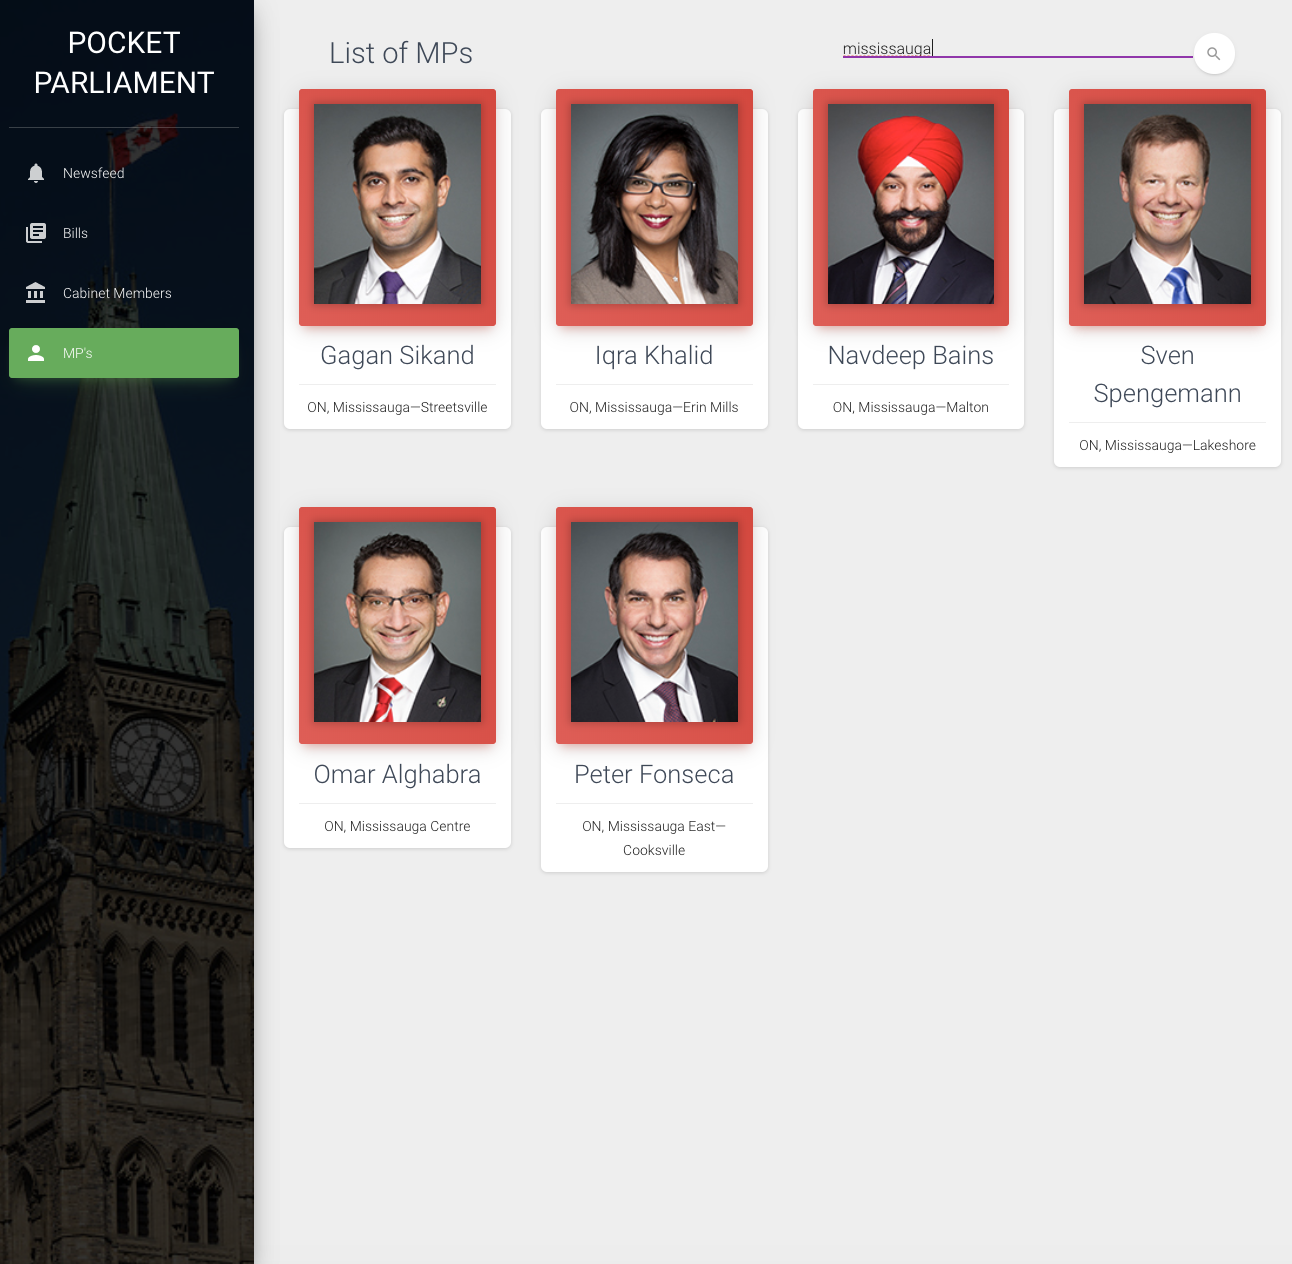 POCKET
PARLIAMENT
Newsfeed
Bills
Cabinet Members
MP's
List of MPs
mississauga
Gagan Sikand
ON, Mississauga—Streetsville
Iqra Khalid
ON, Mississauga—Erin Mills
Navdeep Bains
ON, Mississauga—Malton
Sven
Spengemann
ON, Mississauga—Lakeshore
Omar Alghabra
ON, Mississauga Centre
Peter Fonseca
ON, Mississauga East—
Cooksville